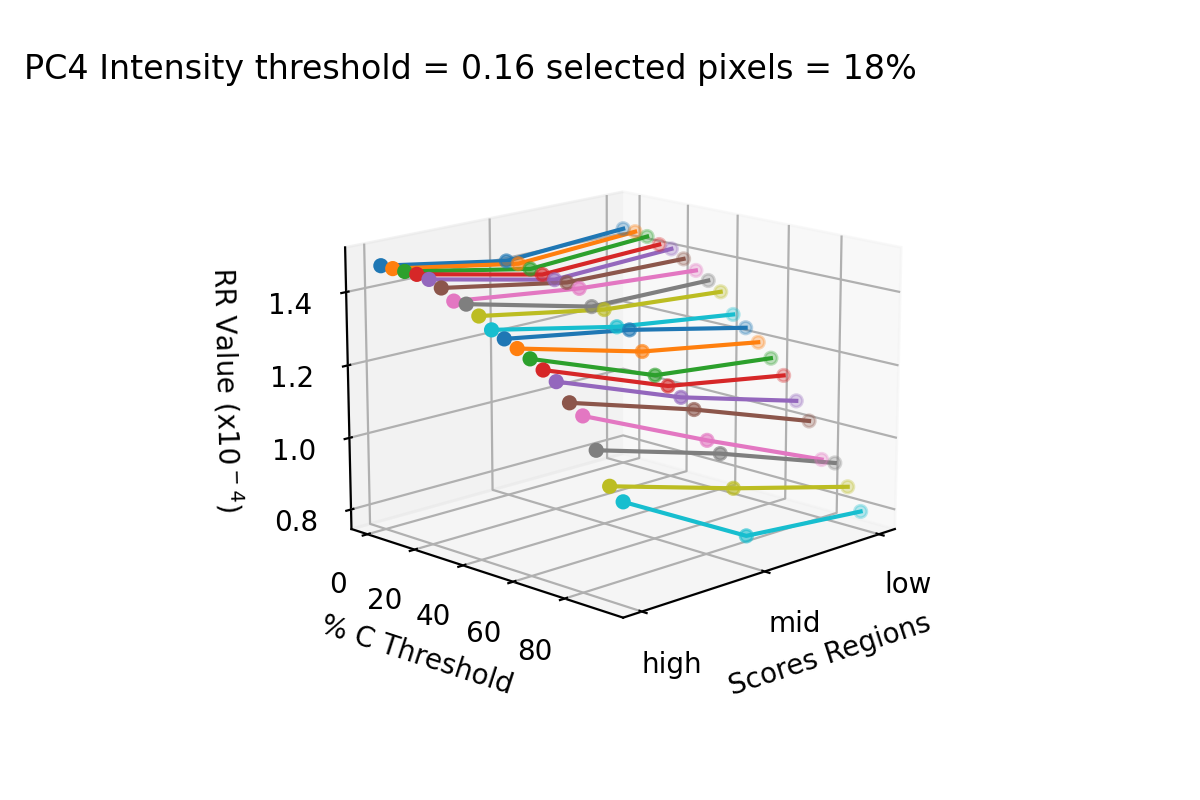 PC4 Intensity threshold = 0.16 selected pixels = 18%
RR Value (x10⁻⁴)
1.4
1.2
1.0
0.8
0
20
40
60
80
% C Threshold
high
mid
low
Scores Regions